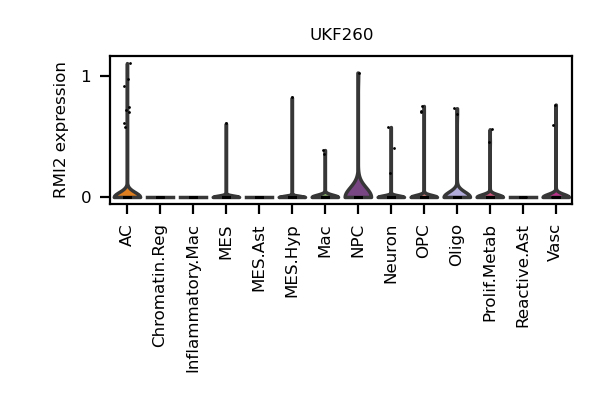 UKF260
RMI2 expression
1
0
AC
Chromatin.Reg
Inflammatory.Mac
MES
MES.Ast
MES.Hyp
Mac
NPC
Neuron
OPC
Oligo
Prolif.Metab
Reactive.Ast
Vasc